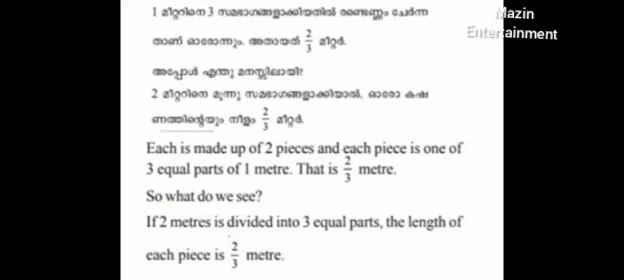 1 മീറ്ററിനെ 3 സമഭാഗങ്ങളാക്കിയതിൽ രണ്ടെണ്ണം ചേർന്ന
താണ് ഓരോന്നും. അതായത് 2/3 മീറ്റർ.
അപ്പോൾ എന്തു മനസ്സിലായി?
2 മീറ്ററിനെ മൂന്നു സമഭാഗങ്ങളാക്കിയാൽ, ഓരോ കഷ
ണത്തിന്റെയും നീളം 2/3 മീറ്റർ.
Each is made up of 2 pieces and each piece is one of
3 equal parts of 1 metre. That is 2/3 metre.
So what do we see?
If 2 metres is divided into 3 equal parts, the length of
each piece is 2/3 metre.
Mazin
Entertainment